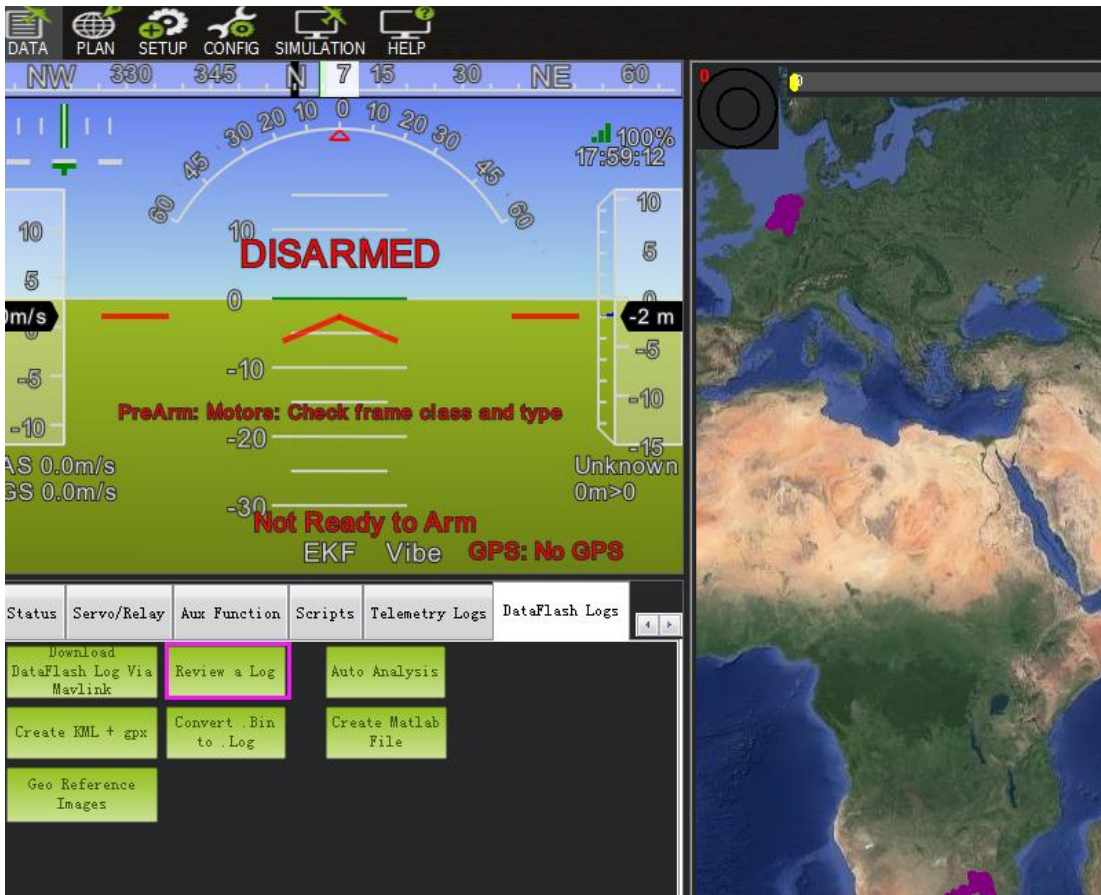 DATA PLAN SETUP CONFIG SIMULATION HELP
NW 330 345 N 7 15 30 NE 60
0
60 45 30 20 10 0 10 20 30 45 60
100%
17:59:12
10
5
0
-5
-10
10
5
0
-5
-10
-15
10
0
-10
-20
-30
DISARMED
0m/s
-2 m
PreArm: Motors: Check frame class and type
AS 0.0m/s
GS 0.0m/s
Unknown
0m>0
Not Ready to Arm
EKF Vibe GPS: No GPS
Status Servo/Relay Aux Function Scripts Telemetry Logs DataFlash Logs
Download
DataFlash Log Via
Mavlink
Review a Log
Auto Analysis
Create KML + gpx
Convert .Bin
to .Log
Create Matlab
File
Geo Reference
Images